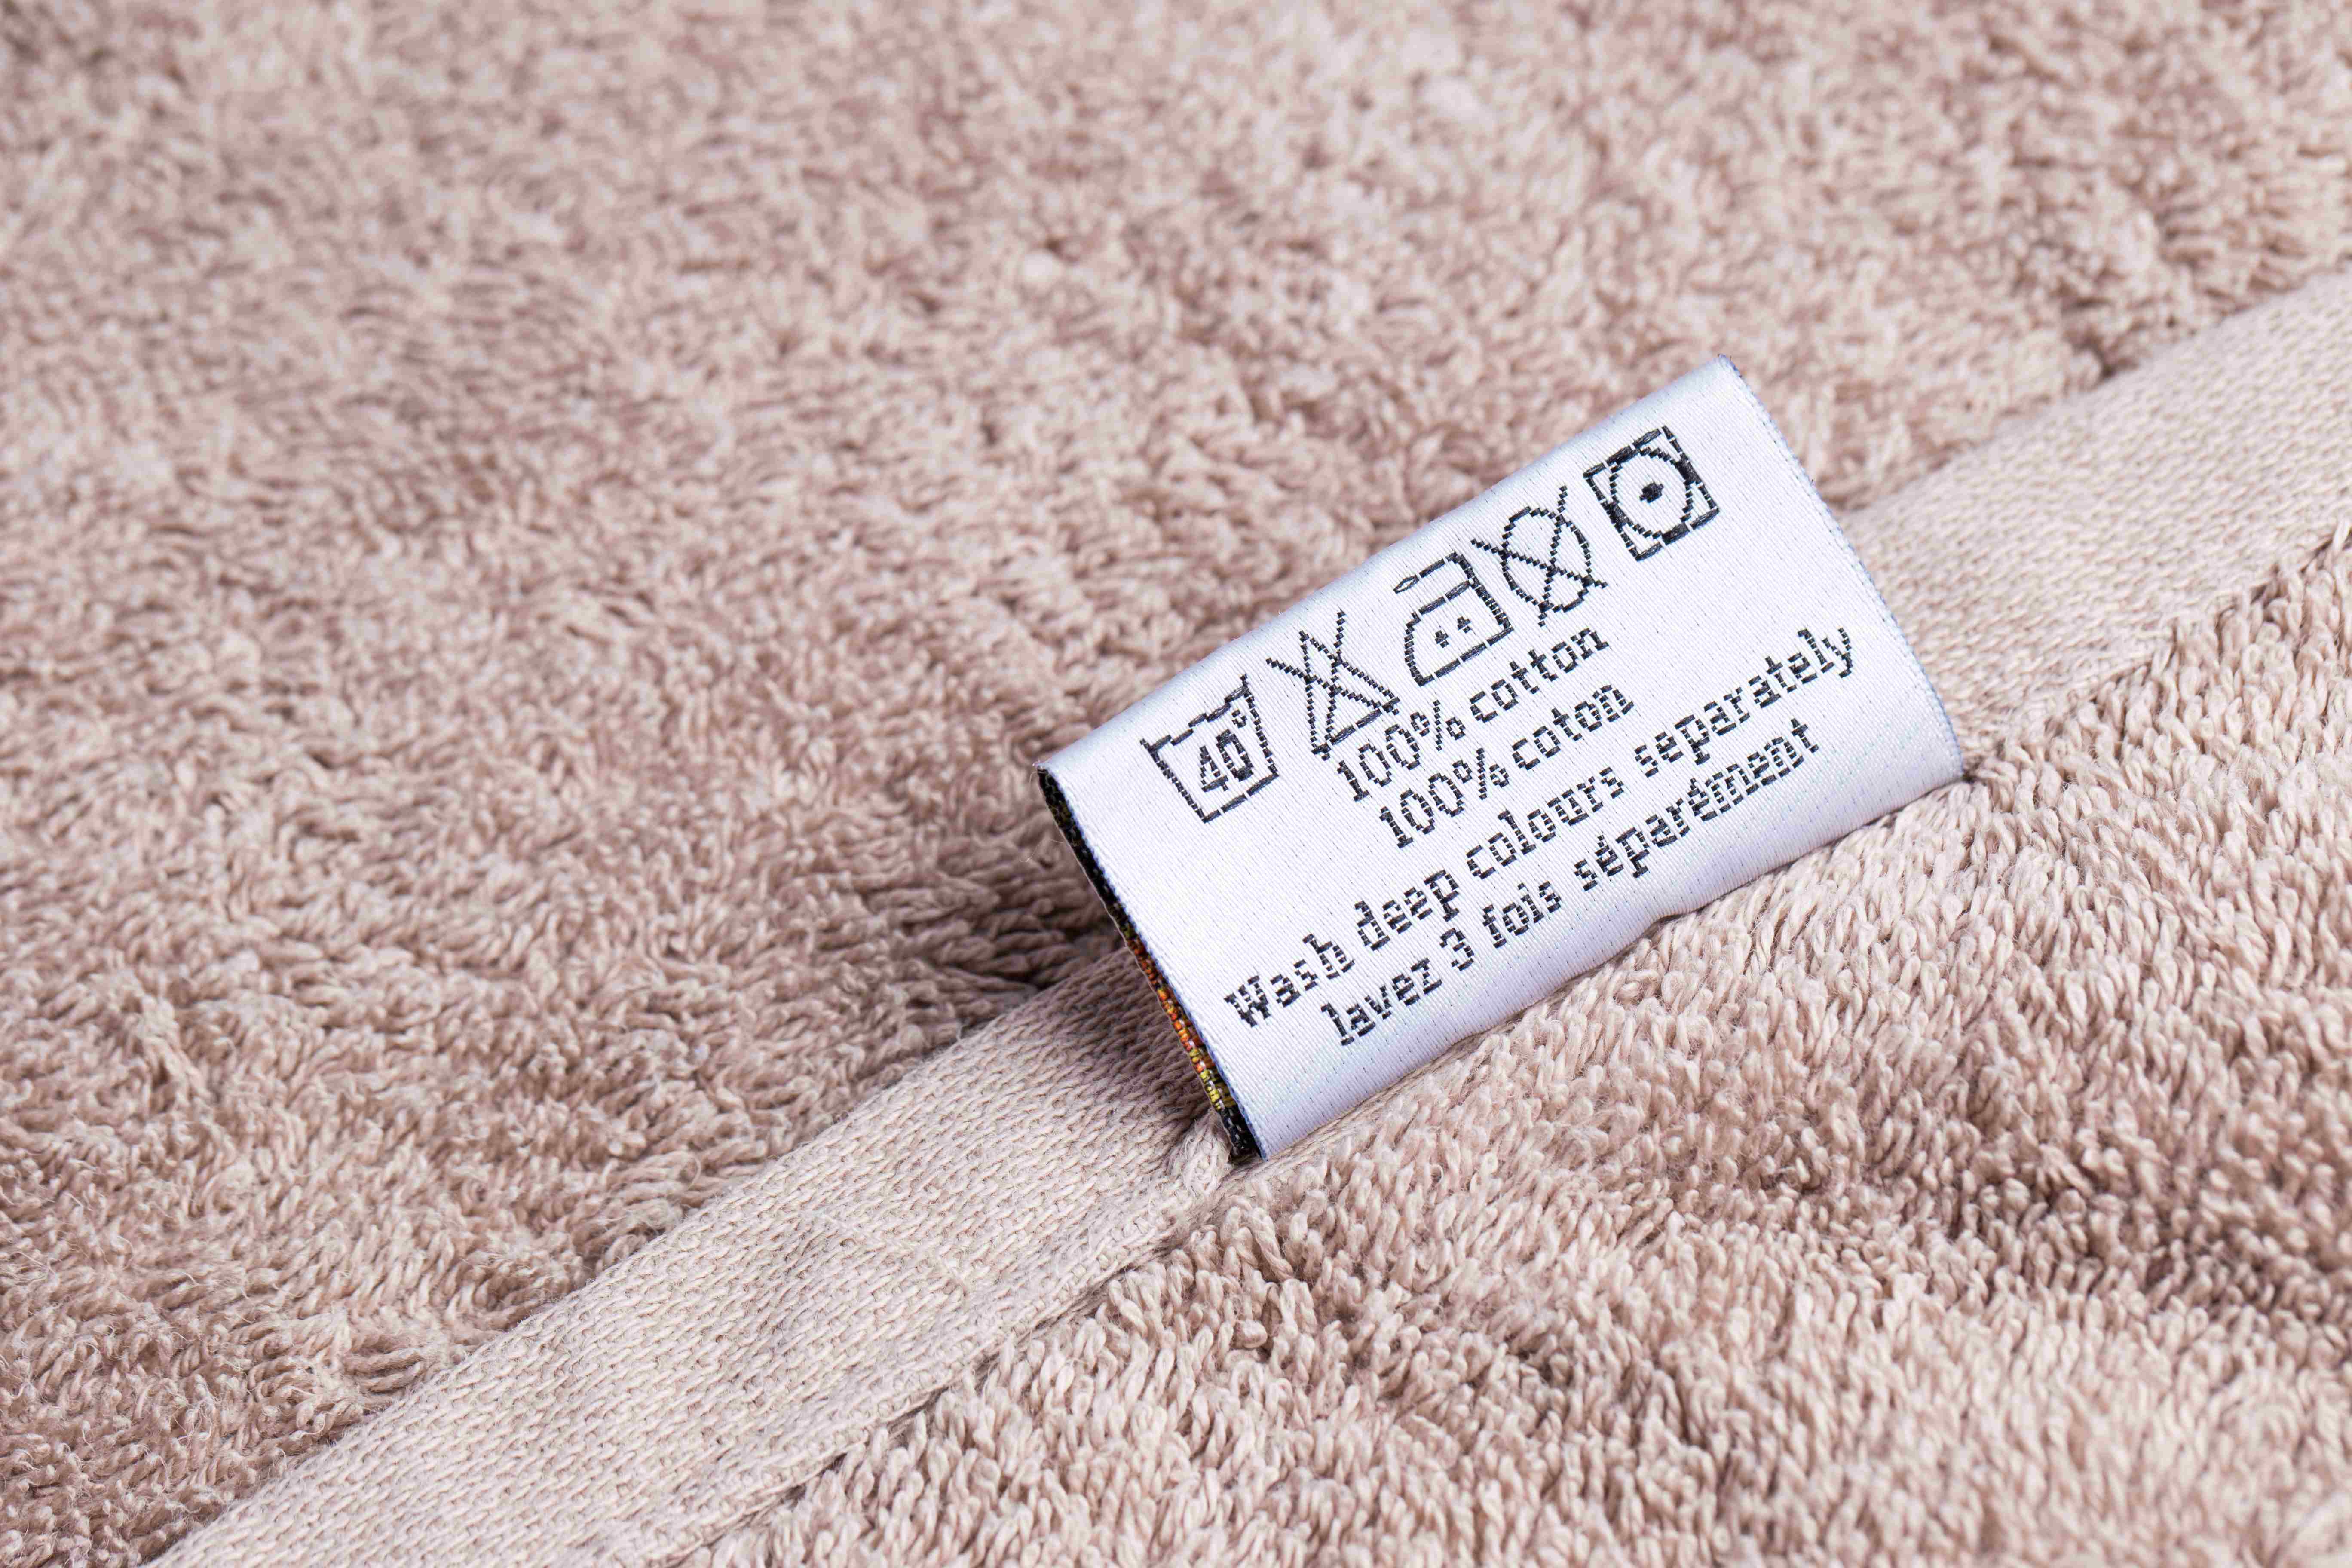 40°
100% cotton
100% coton
Wash deep colours separately
lavez 3 fois séparément